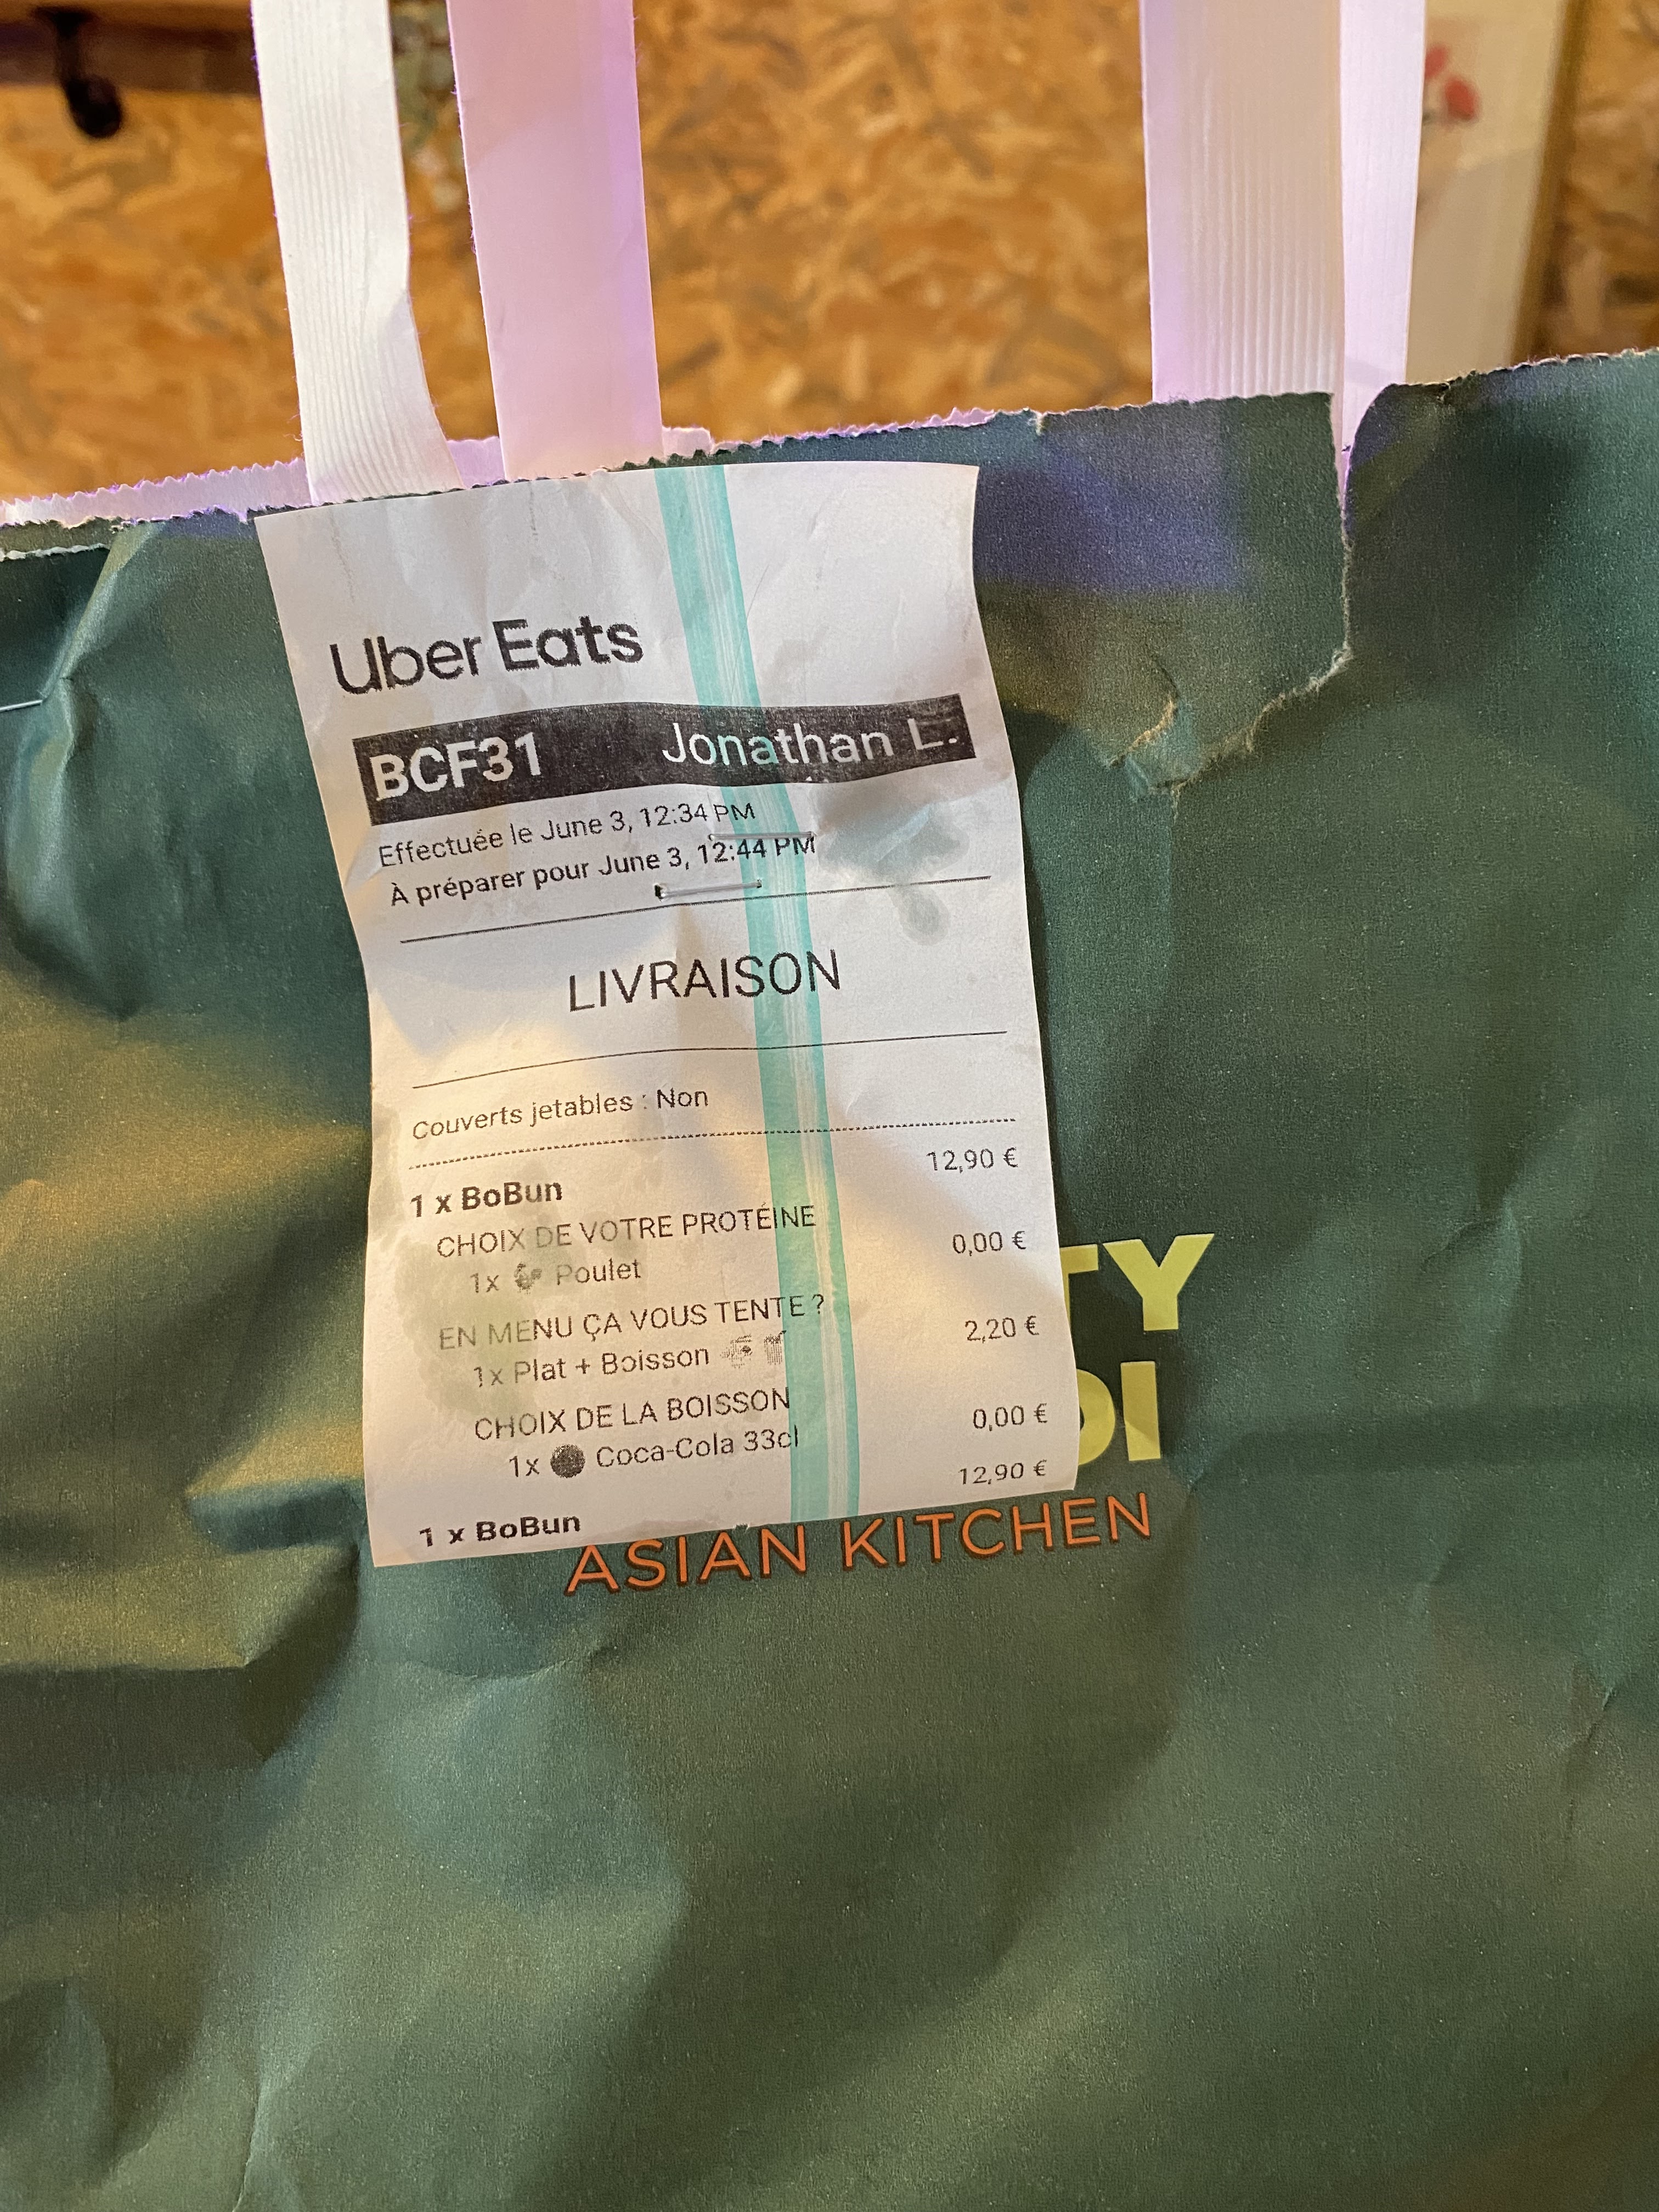 Uber Eats
BCF31 Jonathan L.
Effectuée le June 3, 12:34 PM
À préparer pour June 3, 12:44 PM
LIVRAISON
Couverts jetables : Non
1 x BoBun 12,90 €
CHOIX DE VOTRE PROTÉINE
1x Poulet 0,00 €
EN MENU ÇA VOUS TENTE ?
1x Plat + Boisson 2,20 €
CHOIX DE LA BOISSON
1x Coca-Cola 33cl 0,00 €
1 x BoBun 12,90 €
TY
DI
ASIAN KITCHEN